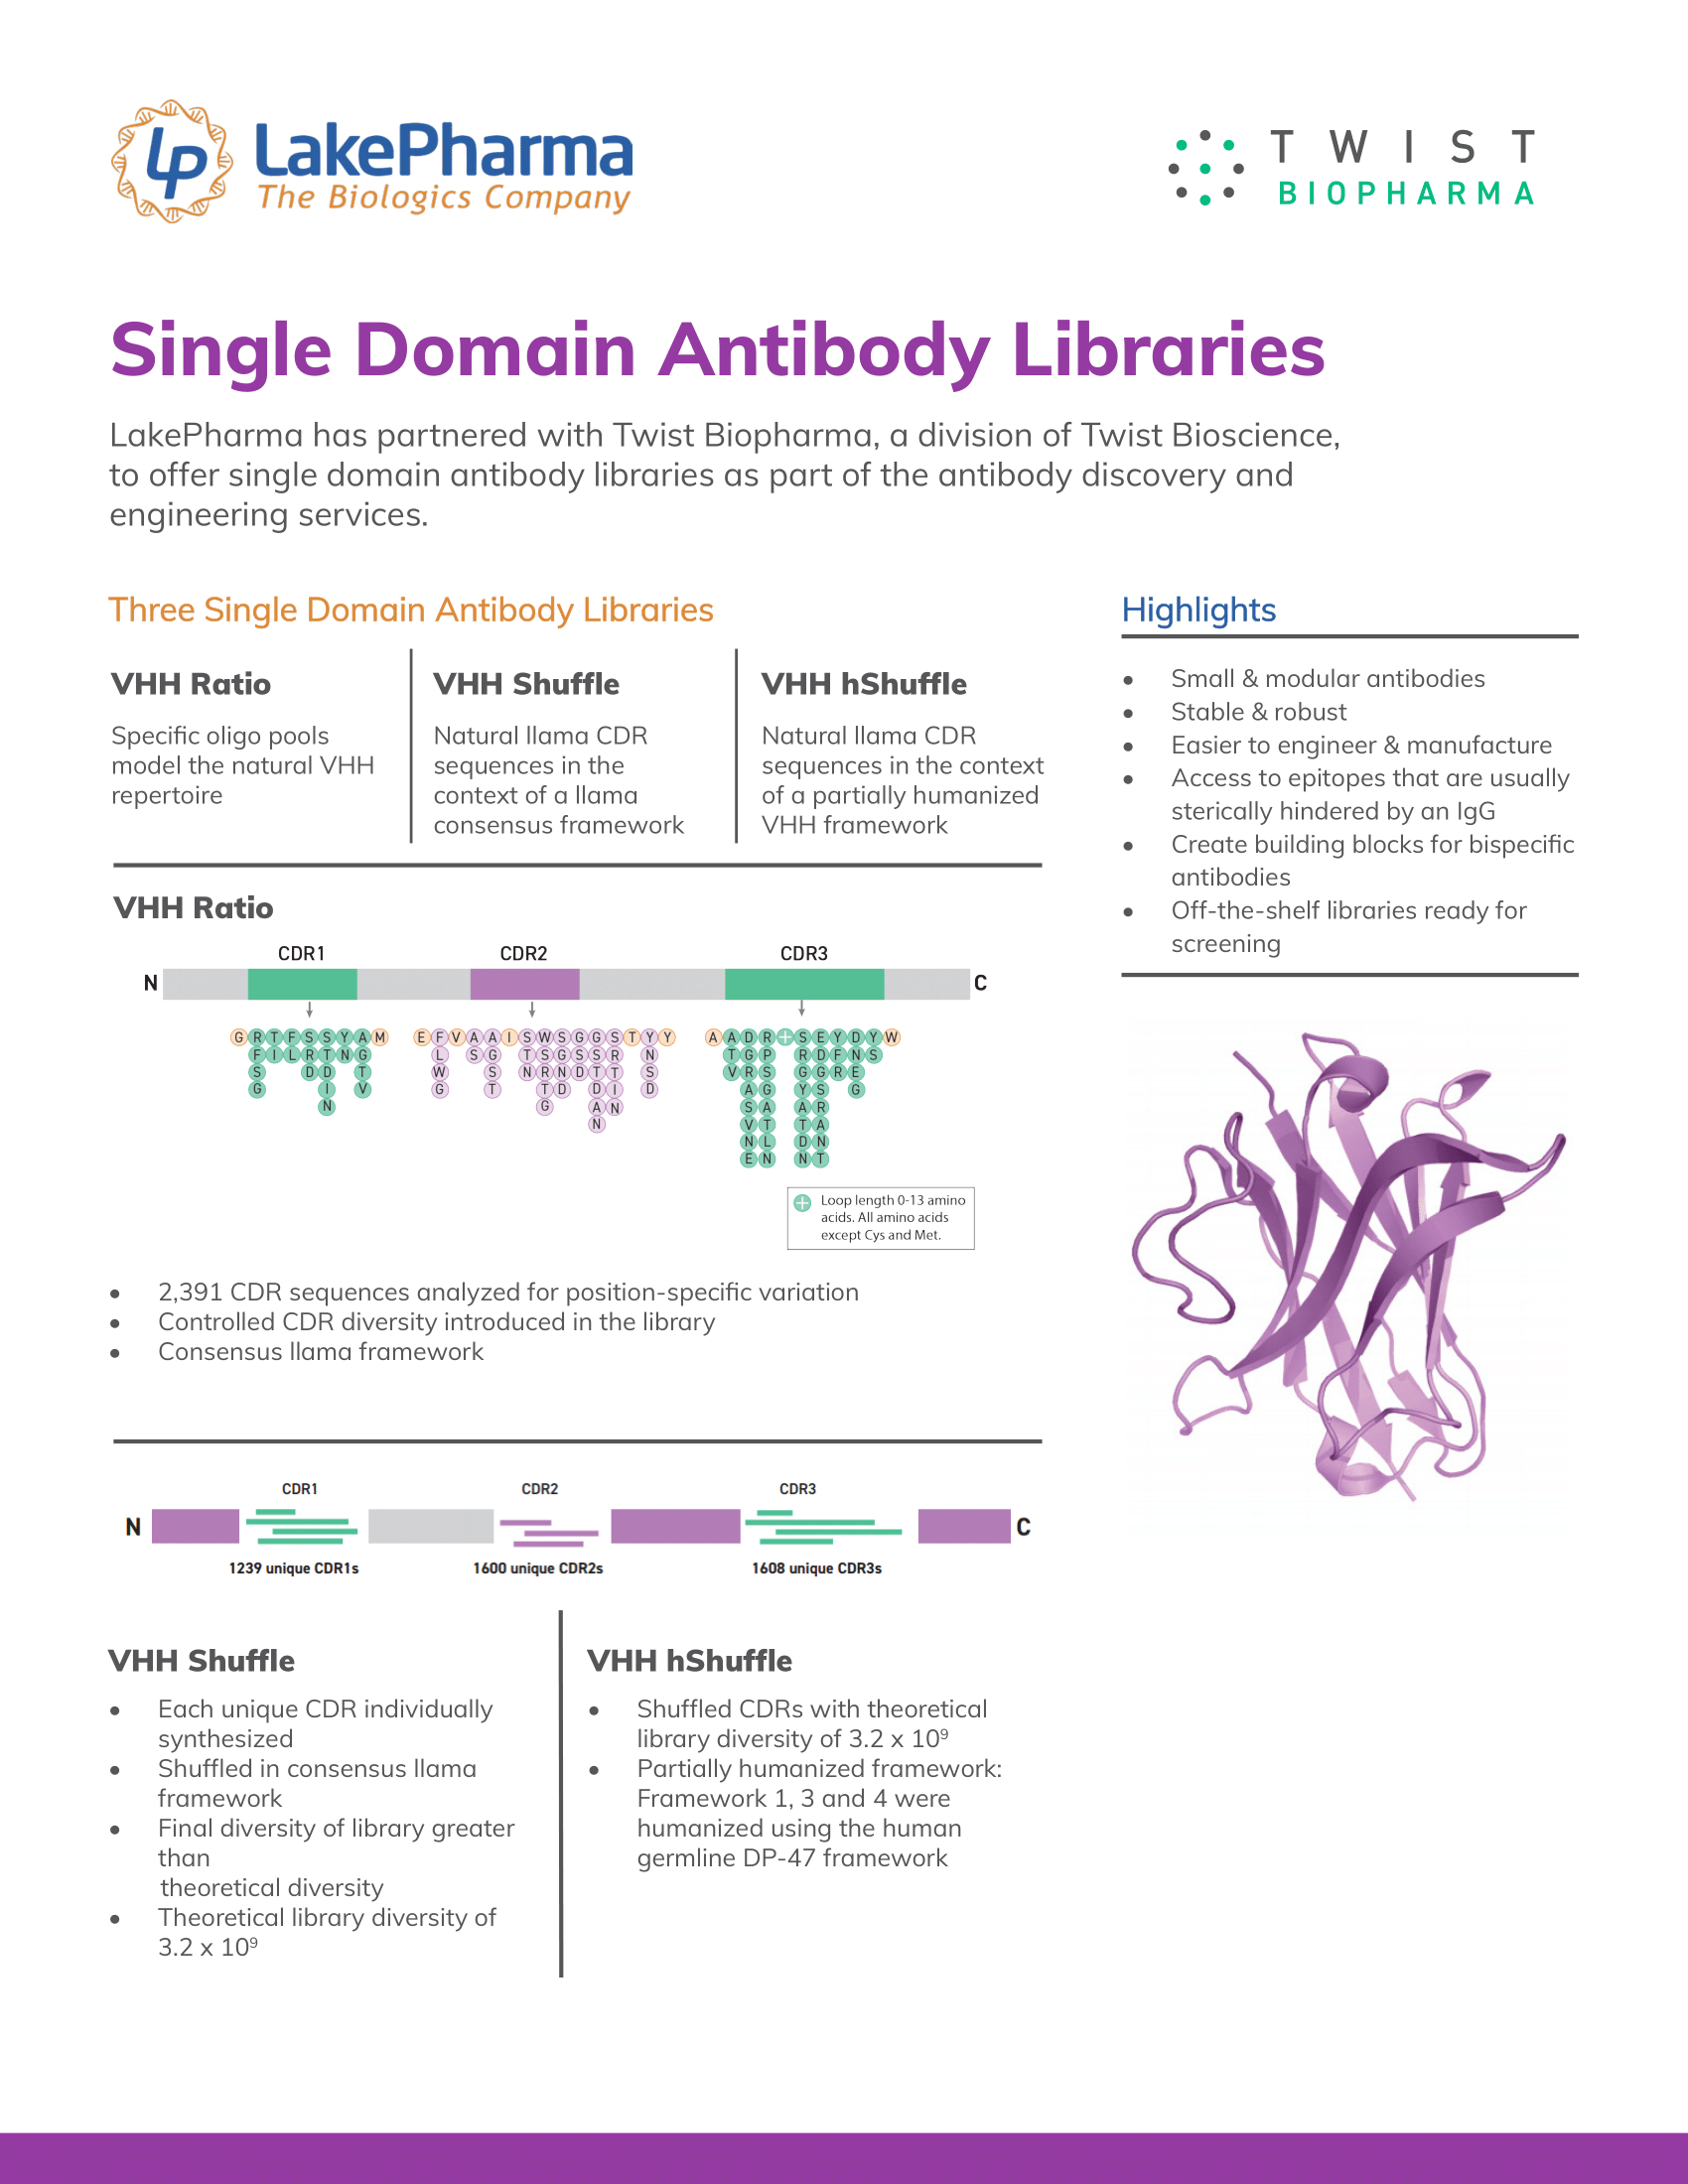 LP
LakePharma
The Biologics Company
TWIST
BIOPHARMA
Single Domain Antibody Libraries
LakePharma has partnered with Twist Biopharma, a division of Twist Bioscience,
to offer single domain antibody libraries as part of the antibody discovery and
engineering services.
Three Single Domain Antibody Libraries
VHH Ratio
Specific oligo pools
model the natural VHH
repertoire
VHH Shuffle
Natural llama CDR
sequences in the
context of a llama
consensus framework
VHH hShuffle
Natural llama CDR
sequences in the context
of a partially humanized
VHH framework
Highlights
• Small & modular antibodies
• Stable & robust
• Easier to engineer & manufacture
• Access to epitopes that are usually
sterically hindered by an IgG
• Create building blocks for bispecific
antibodies
• Off-the-shelf libraries ready for
screening
VHH Ratio
CDR1 CDR2 CDR3
N C
G R T F S S Y A M E F V A A I S W S G G S T Y Y A A D R + S E Y D Y W
F I L R T N G L S G T S G S S R N T G P R D F N S
S D D T W S N R N D T T S V R S G G R E
G I V G T T D D I D A G Y S G
N G A N S A A R
N V T T A
N L D N
E N N T
+ Loop length 0-13 amino
acids. All amino acids
except Cys and Met.
• 2,391 CDR sequences analyzed for position-specific variation
• Controlled CDR diversity introduced in the library
• Consensus llama framework
CDR1 CDR2 CDR3
N C
1239 unique CDR1s 1600 unique CDR2s 1608 unique CDR3s
VHH Shuffle
• Each unique CDR individually
synthesized
• Shuffled in consensus llama
framework
• Final diversity of library greater
than
theoretical diversity
• Theoretical library diversity of
3.2 x 10⁹
VHH hShuffle
• Shuffled CDRs with theoretical
library diversity of 3.2 x 10⁹
• Partially humanized framework:
Framework 1, 3 and 4 were
humanized using the human
germline DP-47 framework